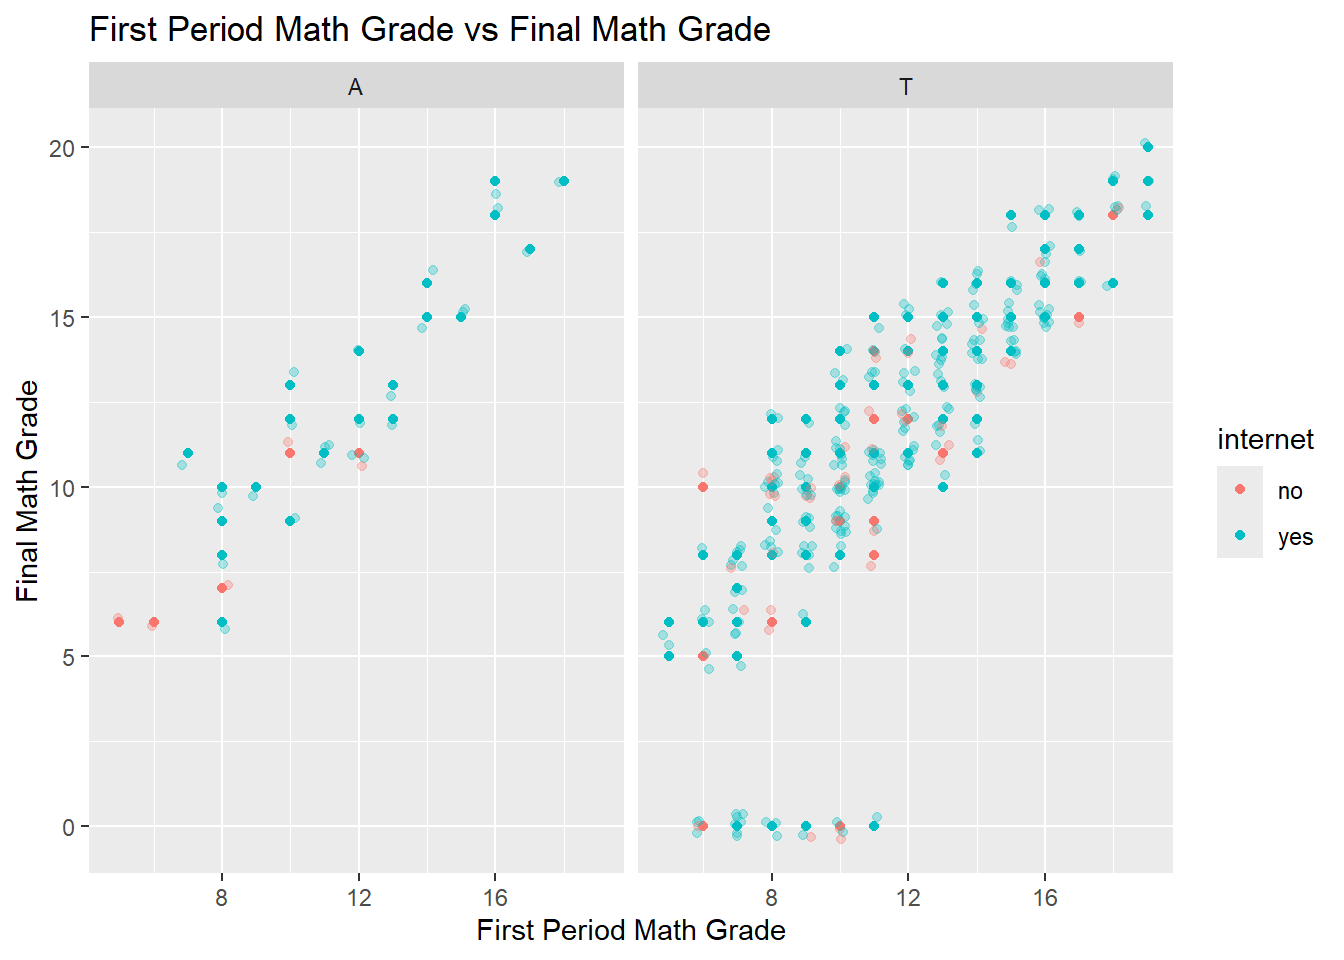 First Period Math Grade vs Final Math Grade
A
T
20
15
10
5
0
Final Math Grade
8
12
16
8
12
16
First Period Math Grade
internet
no
yes